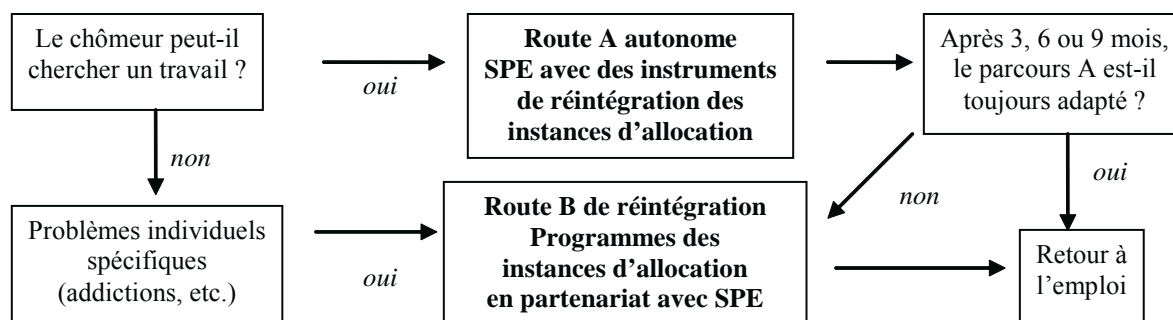 Le chômeur peut-il
chercher un travail ?
oui
Route A autonome
SPE avec des instruments
de réintégration des
instances d’allocation
Après 3, 6 ou 9 mois,
le parcours A est-il
toujours adapté ?
non
non
oui
Problèmes individuels
spécifiques
(addictions, etc.)
oui
Route B de réintégration
Programmes des
instances d’allocation
en partenariat avec SPE
Retour à
l’emploi